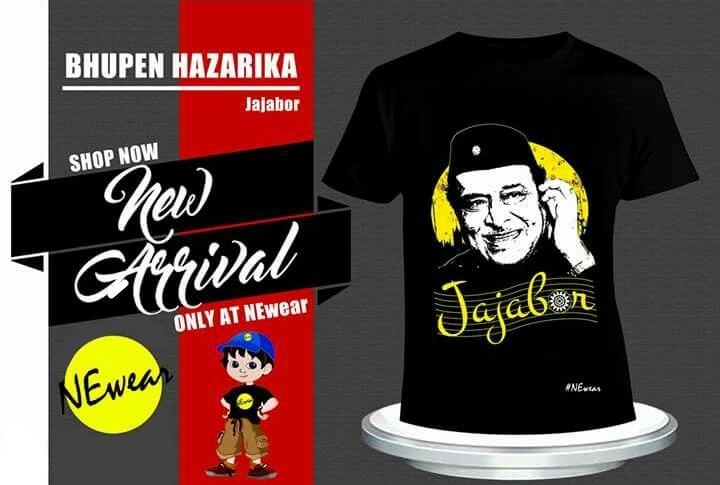 BHUPEN HAZARIKA
Jajabor
SHOP NOW
New
Arrival
ONLY AT NEwear
NEwear
Jajabor
#NEwear